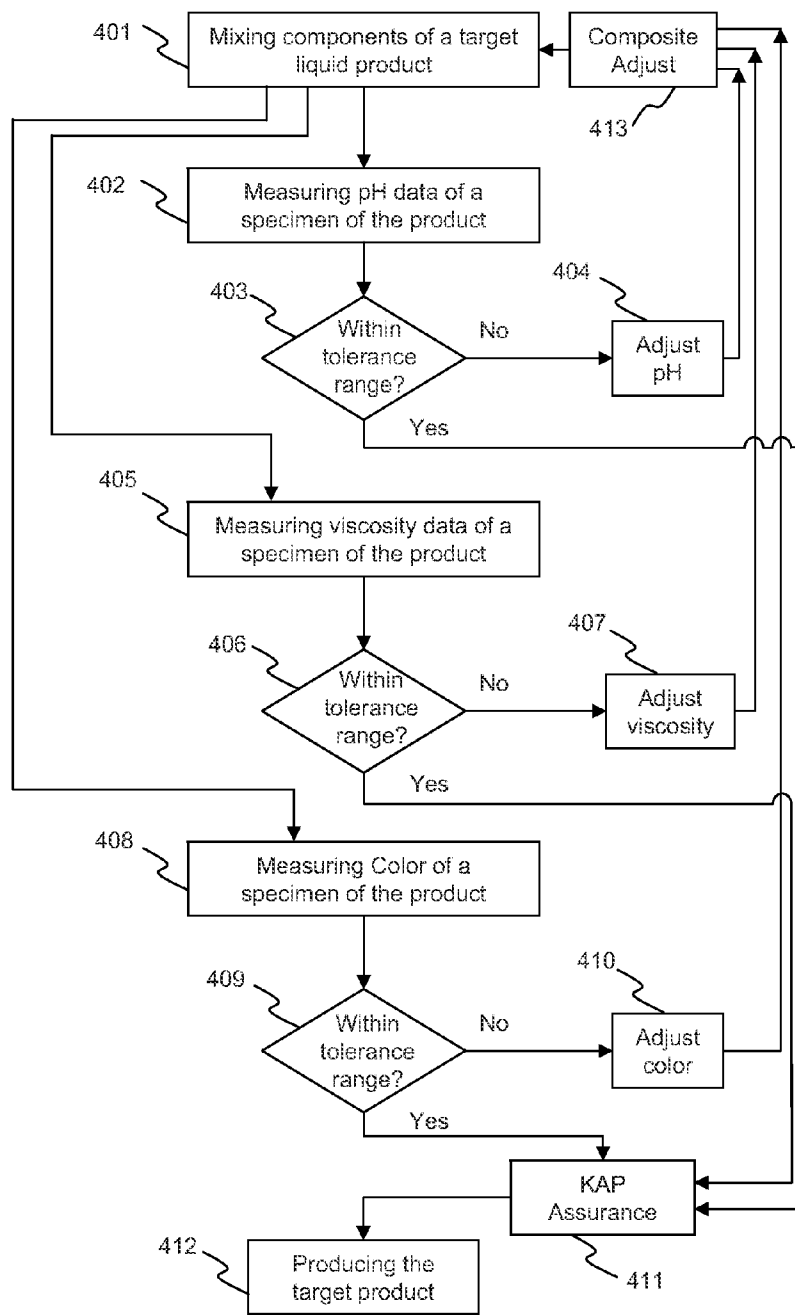 401
Mixing components of a target
liquid product
Composite
Adjust
413
402
Measuring pH data of a
specimen of the product
403
Within
tolerance
range?
No
404
Adjust
pH
Yes
405
Measuring viscosity data of a
specimen of the product
406
Within
tolerance
range?
No
407
Adjust
viscosity
Yes
408
Measuring Color of a
specimen of the product
409
Within
tolerance
range?
No
410
Adjust
color
Yes
KAP
Assurance
411
412
Producing the
target product